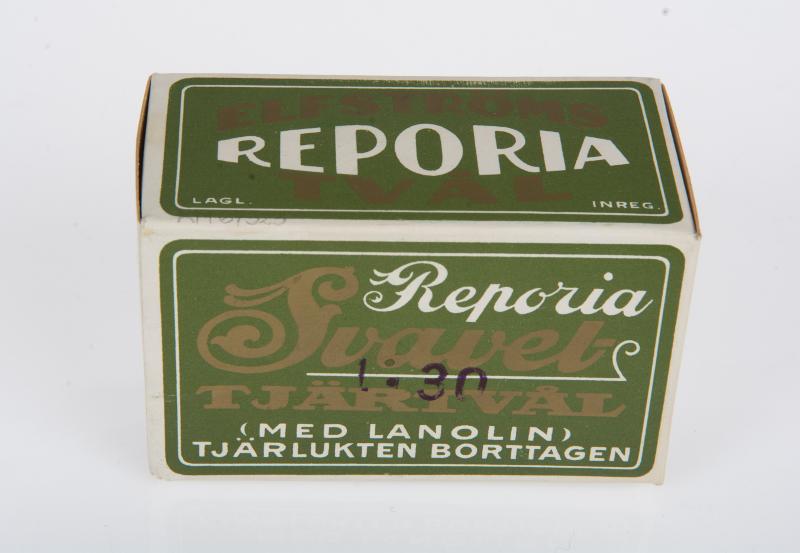 ELFSTRÖMS
REPORIA
TVÅL
LAGL. INREG.
Reporia
Svavel-
1:30
TJÄRTVÅL
(MED LANOLIN)
TJÄRLUKTEN BORTTAGEN